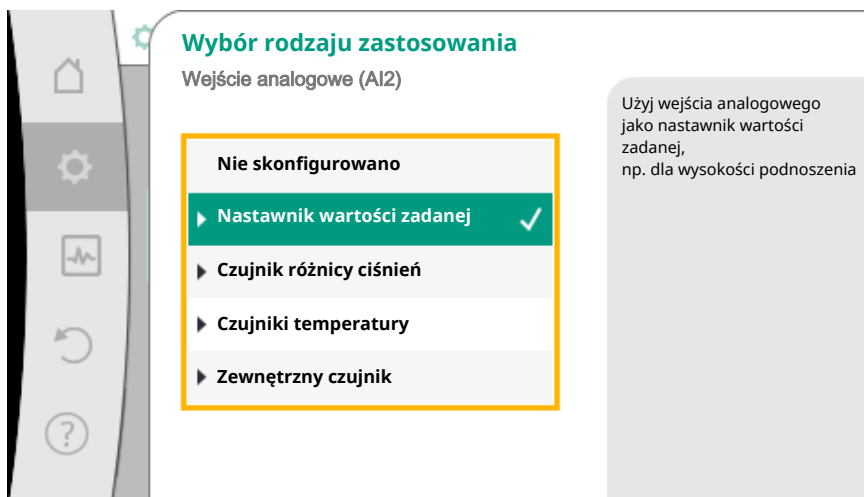 Wybór rodzaju zastosowania
Wejście analogowe (AI2)
Nie skonfigurowano
Nastawnik wartości zadanej
Czujnik różnicy ciśnień
Czujniki temperatury
Zewnętrzny czujnik
Użyj wejścia analogowego
jako nastawnik wartości
zadanej,
np. dla wysokości podnoszenia
?